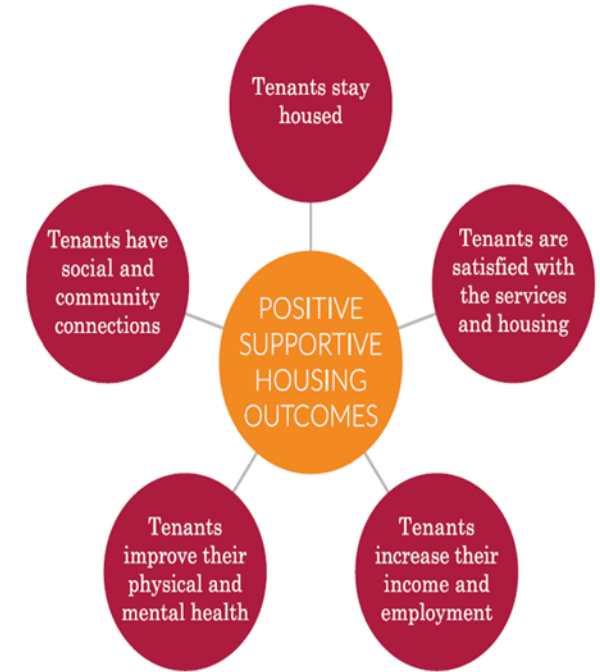 Tenants stay
housed
Tenants have
social and
community
connections
Tenants are
satisfied with
the services
and housing
POSITIVE
SUPPORTIVE
HOUSING
OUTCOMES
Tenants
improve their
physical and
mental health
Tenants
increase their
income and
employment